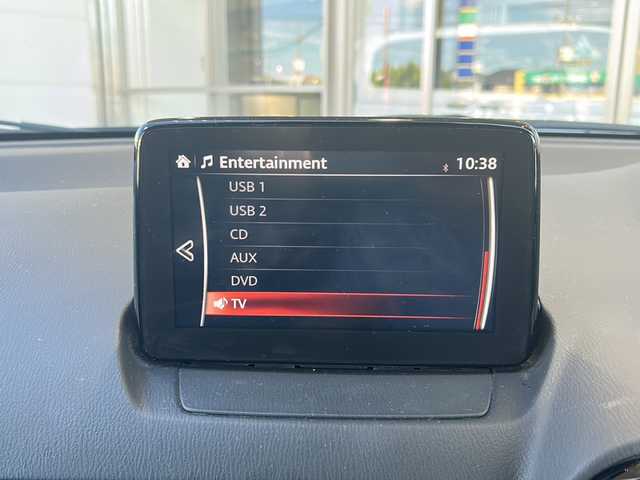 Entertainment 10:38
USB 1
USB 2
CD
AUX
DVD
TV